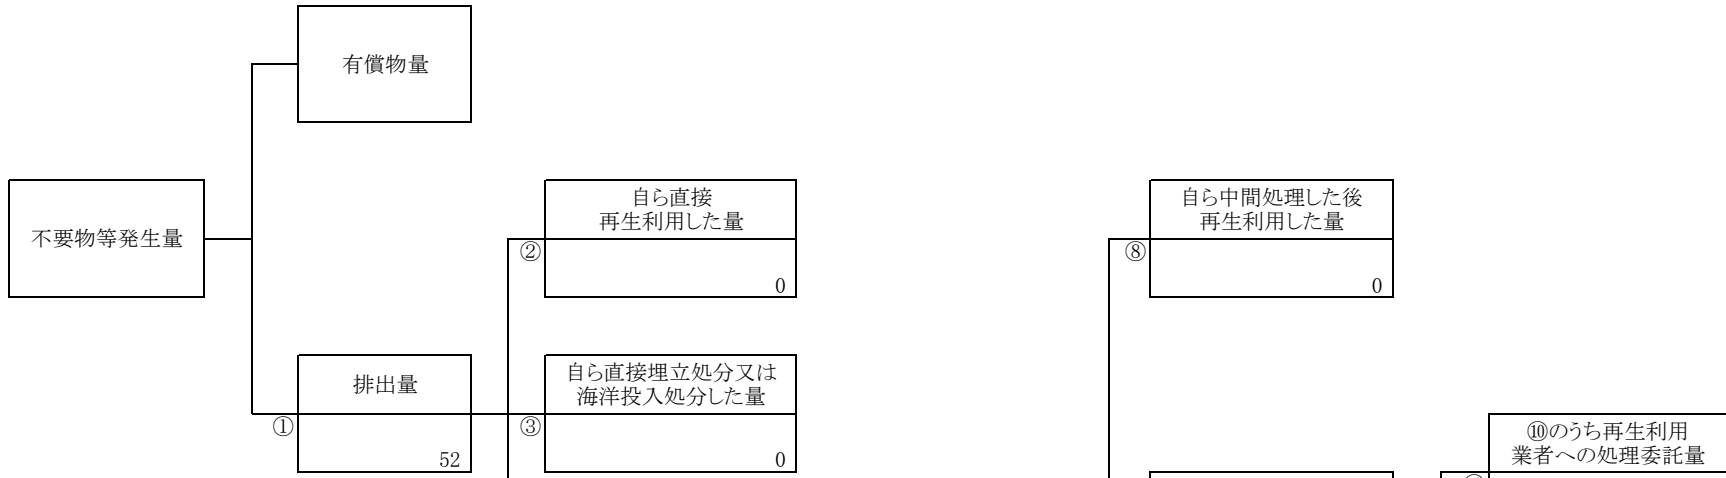 有償物量
不要物等発生量
自ら直接
再生利用した量
②
0
自ら中間処理した後
再生利用した量
⑧
0
排出量
①
52
自ら直接埋立処分又は
海洋投入処分した量
③
0
⑩のうち再生利用
業者への処理委託量